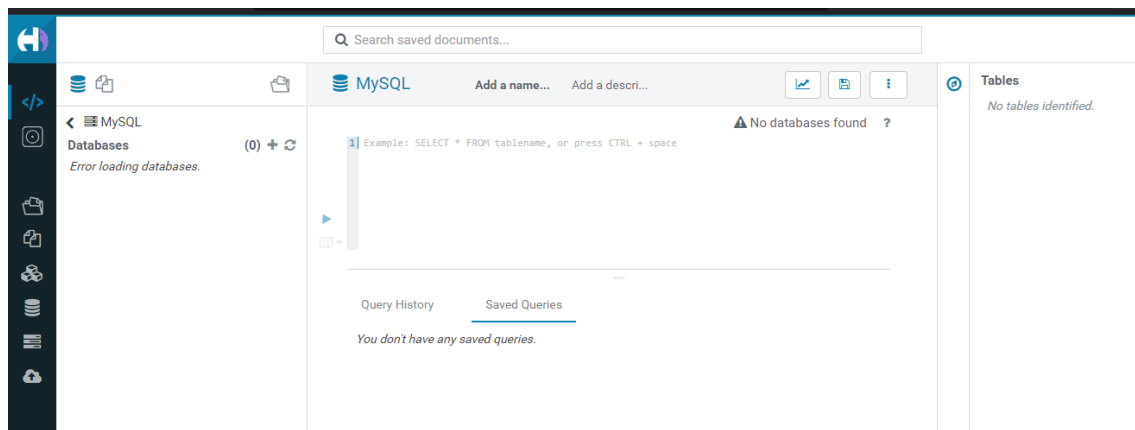 Search saved documents...
MySQL
Add a name...
Add a descri...
Tables
No tables identified.
MySQL
Databases (0)
Error loading databases.
No databases found ?
1 Example: SELECT * FROM tablename, or press CTRL + space
Query History
Saved Queries
You don't have any saved queries.